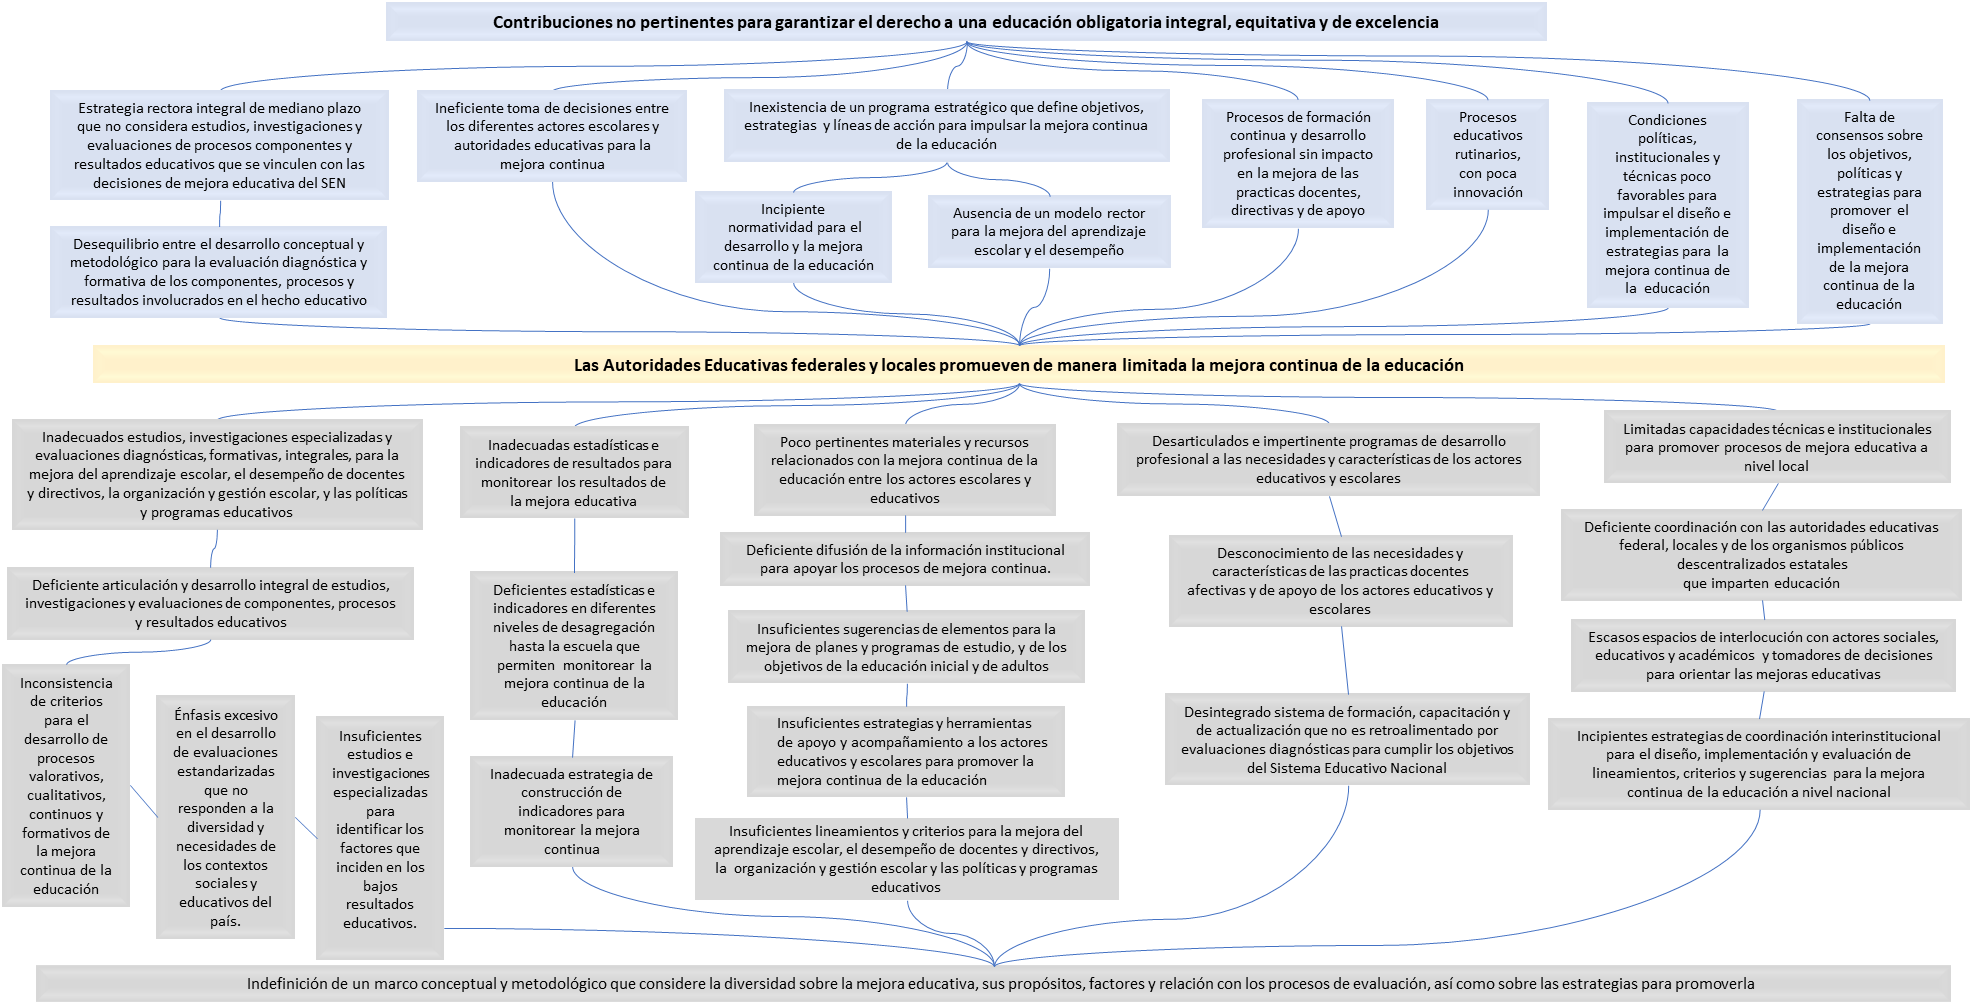 Contribuciones no pertinentes para garantizar el derecho a una educación obligatoria integral, equitativa y de excelencia
Estrategia rectora integral de mediano plazo
que no considera estudios, investigaciones y
evaluaciones de procesos componentes y
resultados educativos que se vinculen con las
decisiones de mejora educativa del SEN
Desequilibrio entre el desarrollo conceptual y
metodológico para la evaluación diagnóstica y
formativa de los componentes, procesos y
resultados involucrados en el hecho educativo
Ineficiente toma de decisiones entre
los diferentes actores escolares y
autoridades educativas para la
mejora continua
Inexistencia de un programa estratégico que define objetivos,
estrategias y líneas de acción para impulsar la mejora continua
de la educación
Incipiente
normatividad para el
desarrollo y la mejora
continua de la educación
Ausencia de un modelo rector
para la mejora del aprendizaje
escolar y el desempeño
Procesos de formación
continua y desarrollo
profesional sin impacto
en la mejora de las
practicas docentes,
directivas y de apoyo
Procesos
educativos
rutinarios,
con poca
innovación
Condiciones
políticas,
institucionales y
técnicas poco
favorables para
impulsar el diseño e
implementación de
estrategias para la
mejora continua de
la educación
Falta de
consensos sobre
los objetivos,
políticas y
estrategias para
promover el
diseño e
implementación
de la mejora
continua de la
educación
Las Autoridades Educativas federales y locales promueven de manera limitada la mejora continua de la educación
Inadecuados estudios, investigaciones especializadas y
evaluaciones diagnósticas, formativas, integrales, para la
mejora del aprendizaje escolar, el desempeño de docentes
y directivos, la organización y gestión escolar, y las políticas
y programas educativos
Deficiente articulación y desarrollo integral de estudios,
investigaciones y evaluaciones de componentes, procesos
y resultados educativos
Inconsistencia
de criterios
para el
desarrollo de
procesos
valorativos,
cualitativos,
continuos y
formativos de
la mejora
continua de la
educación
Énfasis excesivo
en el desarrollo
de evaluaciones
estandarizadas
que no
responden a la
diversidad y
necesidades de
los contextos
sociales y
educativos del
país.
Insuficientes
estudios e
investigaciones
especializadas
para
identificar los
factores que
inciden en los
bajos
resultados
educativos.
Inadecuadas estadísticas e
indicadores de resultados para
monitorear los resultados de
la mejora educativa
Deficientes estadísticas e
indicadores en diferentes
niveles de desagregación
hasta la escuela que
permiten monitorear la
mejora continua de la
educación
Inadecuada estrategia de
construcción de
indicadores para
monitorear la mejora
continua
Poco pertinentes materiales y recursos
relacionados con la mejora continua de la
educación entre los actores escolares y
educativos
Deficiente difusión de la información institucional
para apoyar los procesos de mejora continua.
Insuficientes sugerencias de elementos para la
mejora de planes y programas de estudio, y de los
objetivos de la educación inicial y de adultos
Insuficientes estrategias y herramientas
de apoyo y acompañamiento a los actores
educativos y escolares para promover la
mejora continua de la educación
Insuficientes lineamientos y criterios para la mejora del
aprendizaje escolar, el desempeño de docentes y directivos,
la organización y gestión escolar y las políticas y programas
educativos
Desarticulados e impertinente programas de desarrollo
profesional a las necesidades y características de los actores
educativos y escolares
Desconocimiento de las necesidades y
características de las practicas docentes
afectivas y de apoyo de los actores educativos y
escolares
Desintegrado sistema de formación, capacitación y
de actualización que no es retroalimentado por
evaluaciones diagnósticas para cumplir los objetivos
del Sistema Educativo Nacional
Limitadas capacidades técnicas e institucionales
para promover procesos de mejora educativa a
nivel local
Deficiente coordinación con las autoridades educativas
federal, locales y de los organismos públicos
descentralizados estatales
que imparten educación
Escasos espacios de interlocución con actores sociales,
educativos y académicos y tomadores de decisiones
para orientar las mejoras educativas
Incipientes estrategias de coordinación interinstitucional
para el diseño, implementación y evaluación de
lineamientos, criterios y sugerencias para la mejora
continua de la educación a nivel nacional
Indefinición de un marco conceptual y metodológico que considere la diversidad sobre la mejora educativa, sus propósitos, factores y relación con los procesos de evaluación, así como sobre las estrategias para promoverla